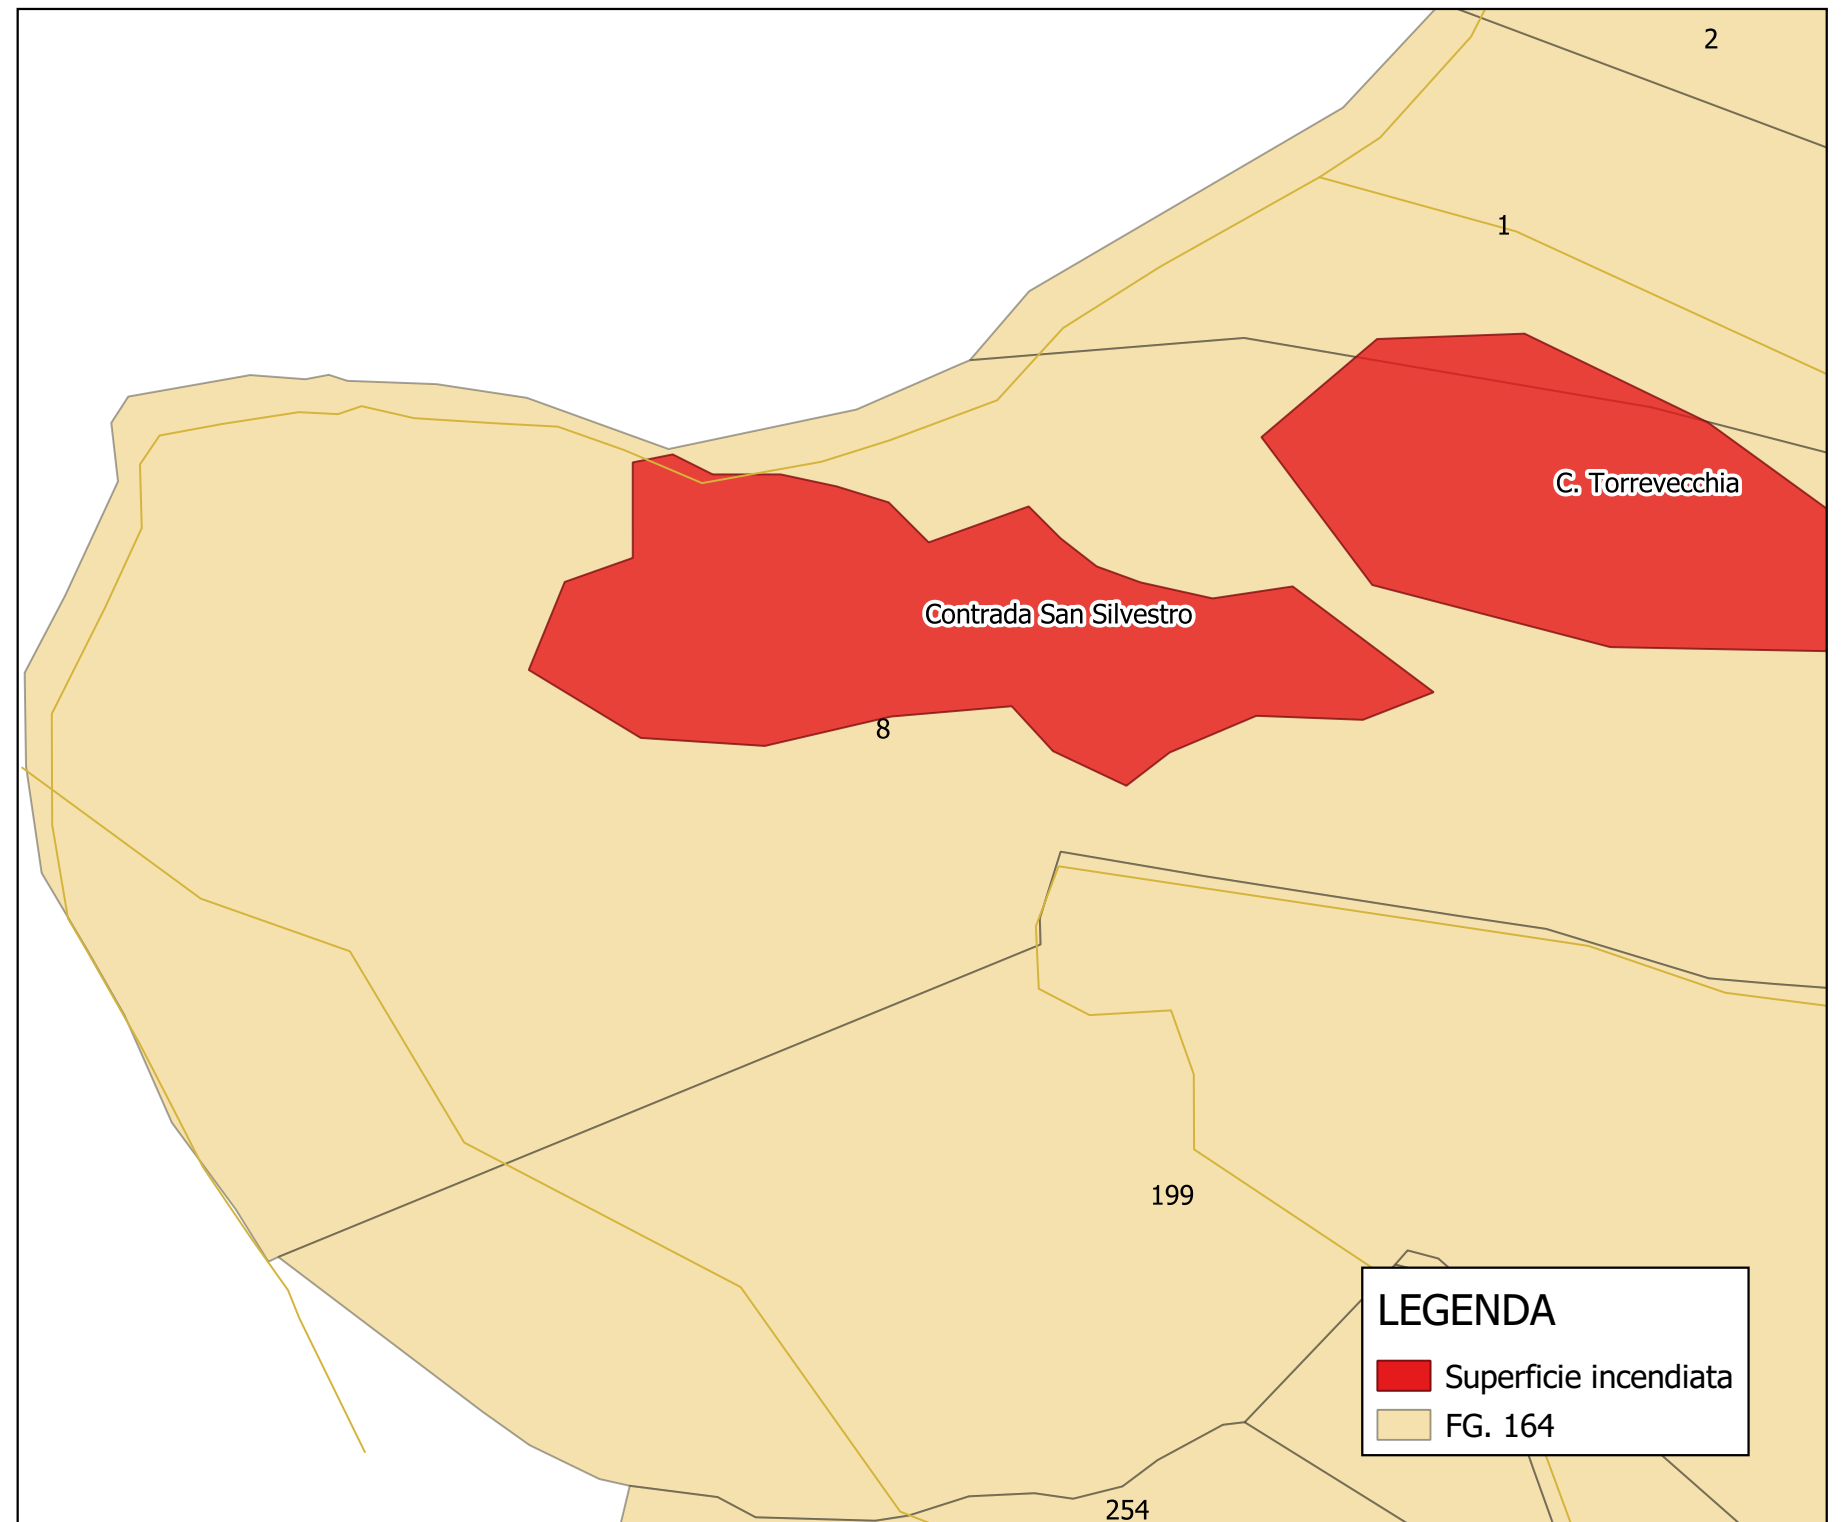 2
1
C. Torrevecchia
Contrada San Silvestro
8
199
LEGENDA
Superficie incendiata
FG. 164
254